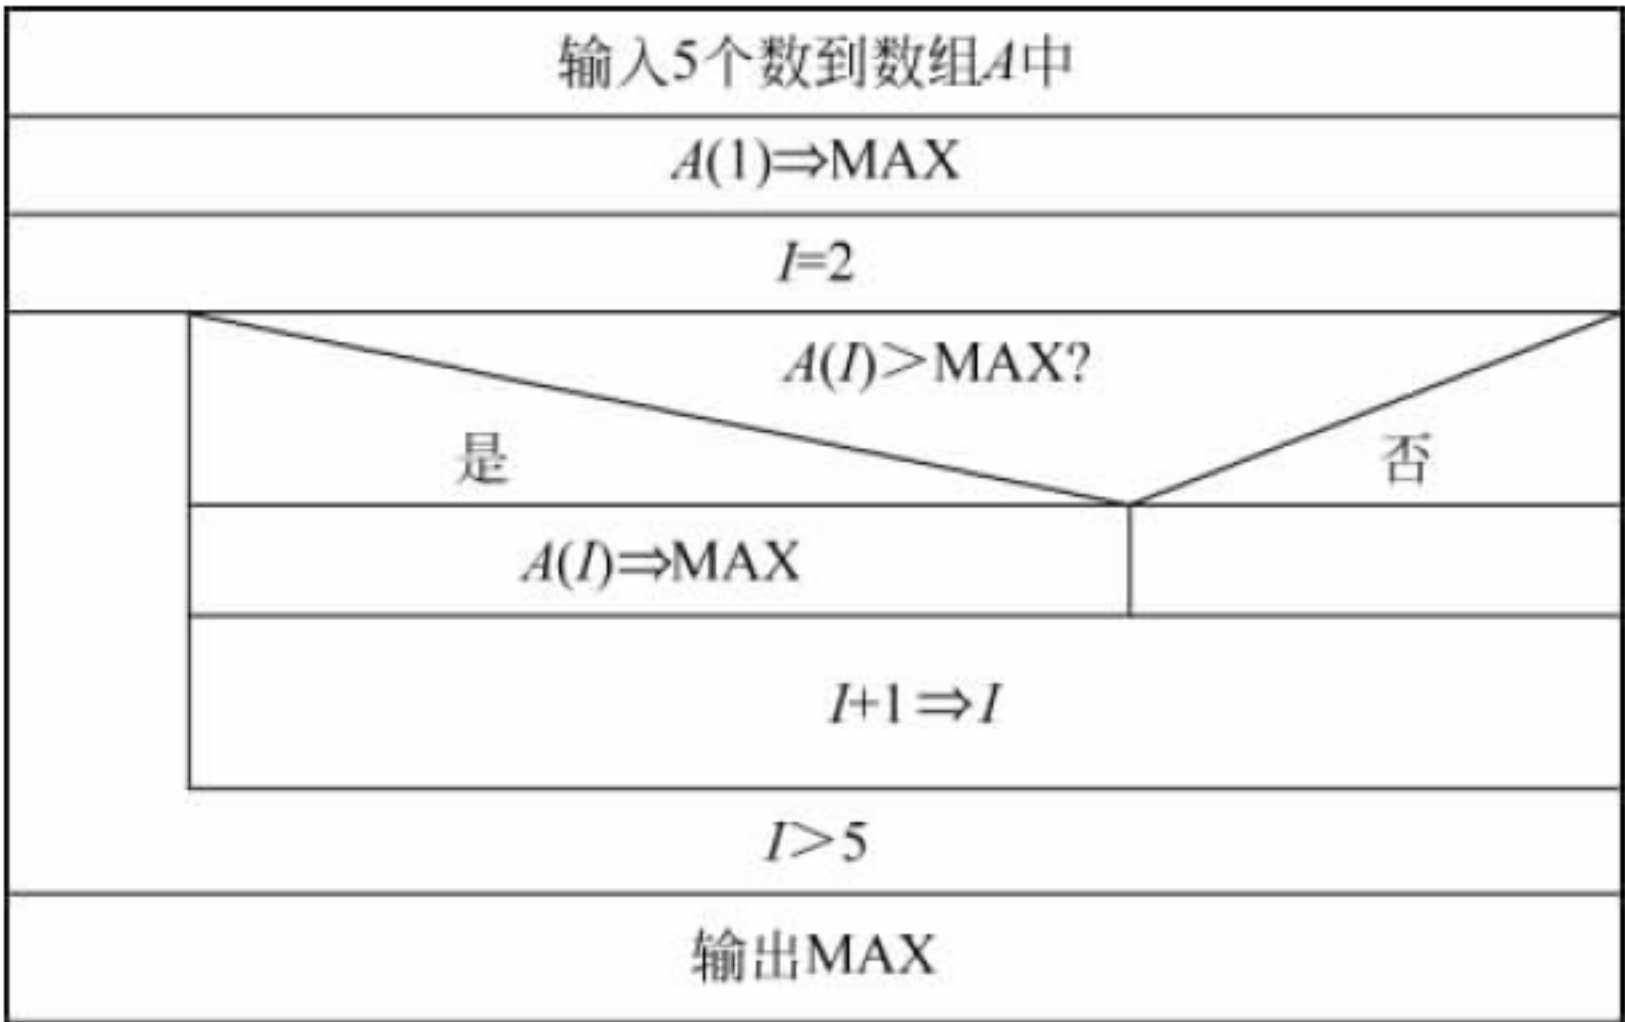 输入5个数到数组A中
A(1)⇒MAX
I=2
A(I)>MAX?
是
否
A(I)⇒MAX
I+1⇒I
I>5
输出MAX